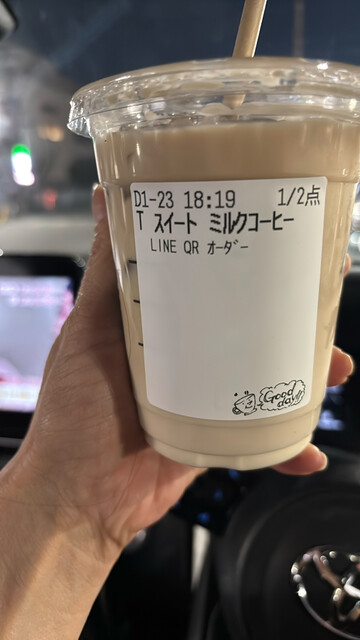 D1-23 18:19 1/2点
T スイート ミルクコーヒー
LINE QR オーダー
Good
day!!